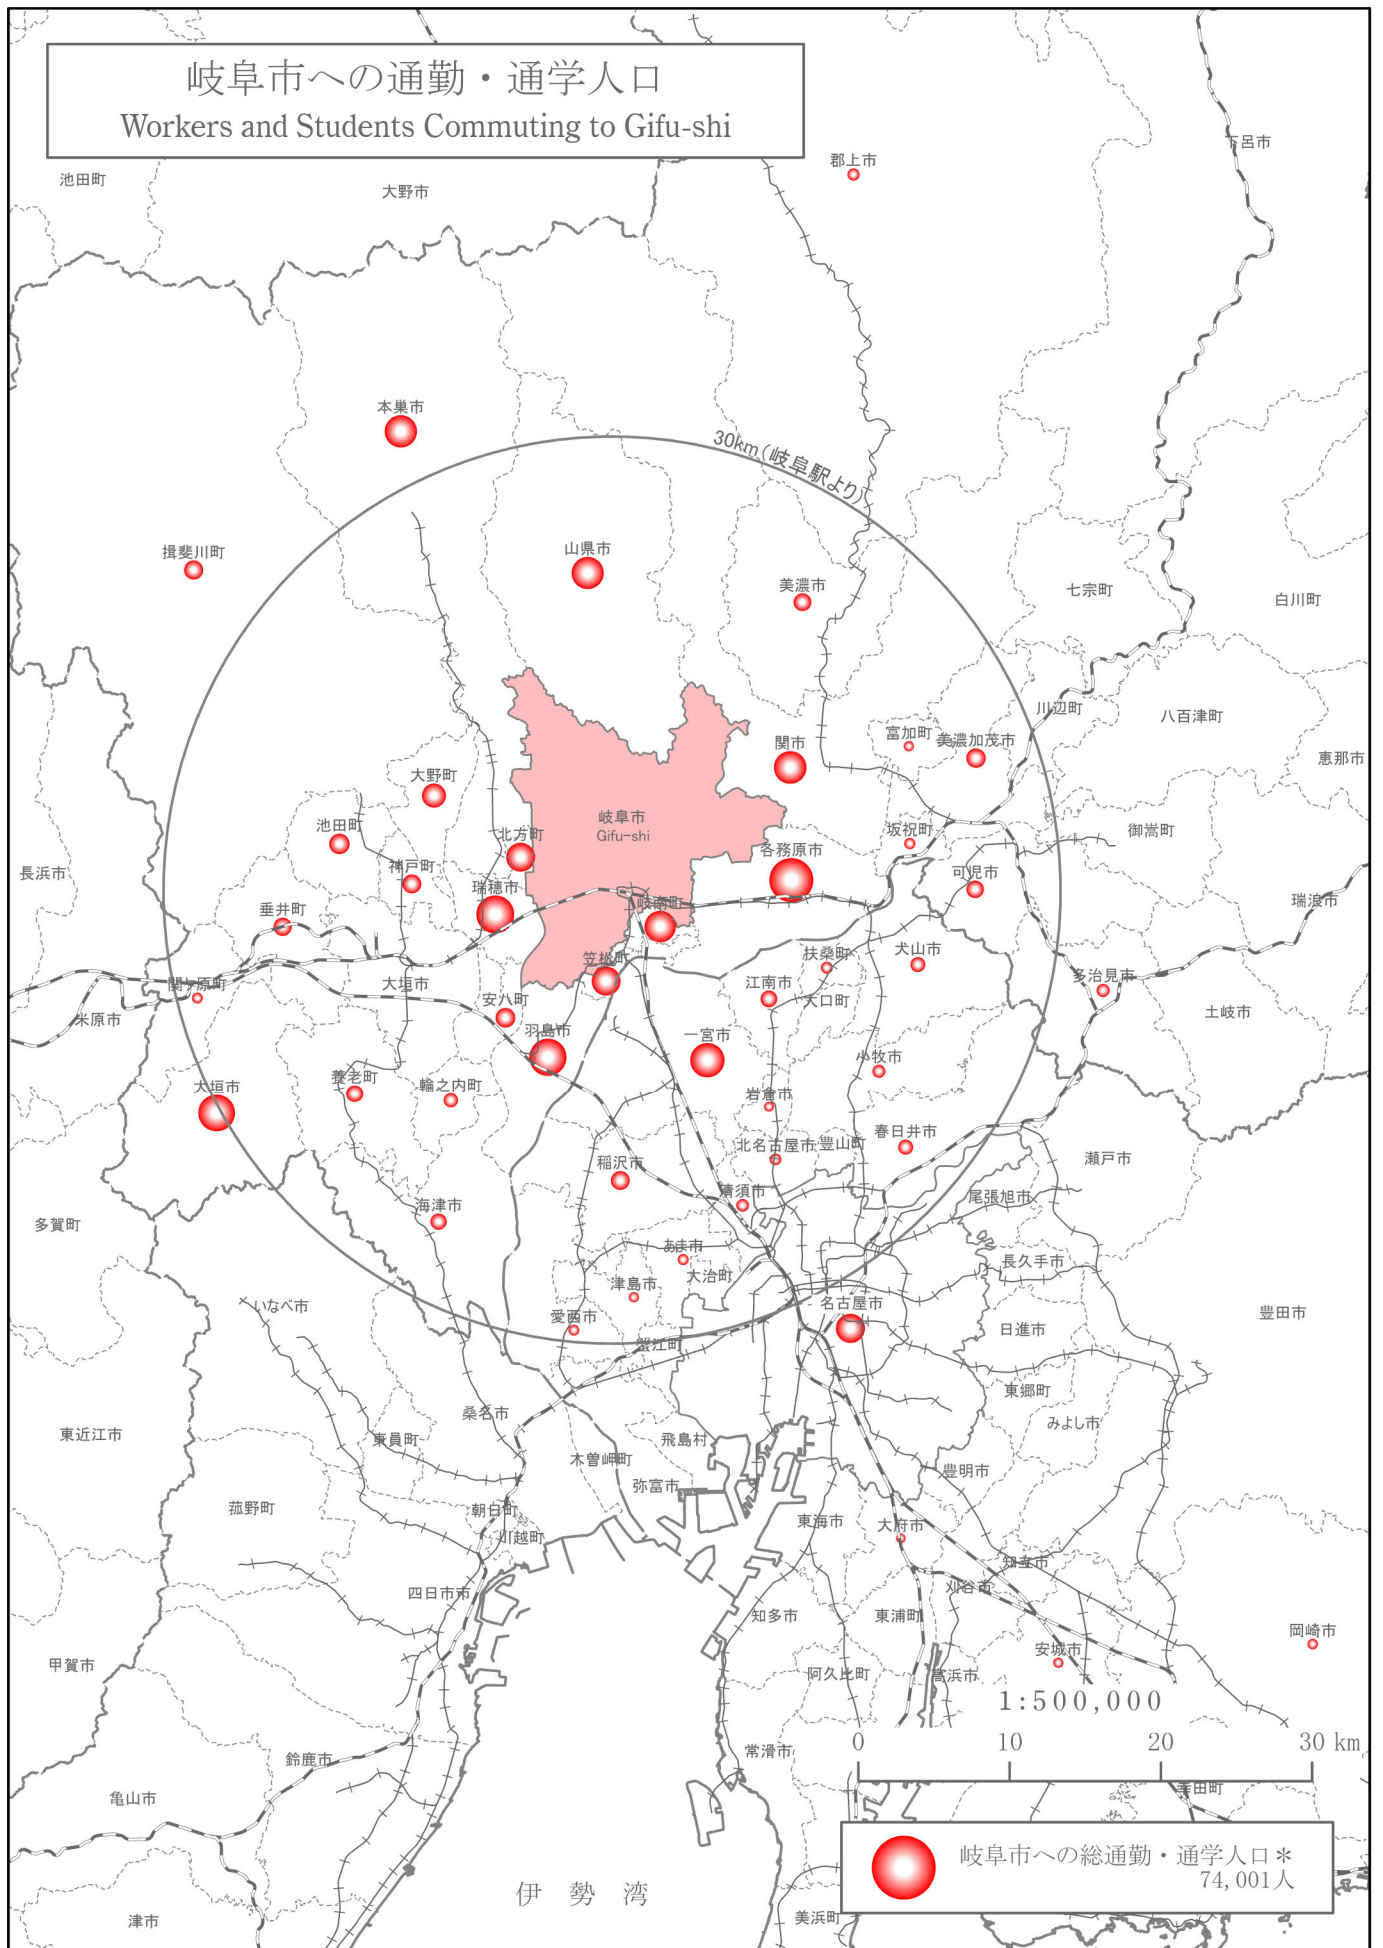 岐阜市への通勤・通学人口
Workers and Students Commuting to Gifu-shi
下呂市
郡上市
池田町
大野市
本巣市
30km(岐阜駅より)
揖斐川町
山県市
美濃市
七宗町
白川町
川辺町
八百津町
富加町
美濃加茂市
関市
恵那市
大野町
岐阜市
Gifu-shi
池田町
北方町
坂祝町
御嵩町
各務原市
長浜市
神戸町
可児市
瑞穂市
瑞浪市
垂井町
岐南町
笠松町
扶桑町
犬山市
多治見市
関ケ原町
大垣市
江南市
大口町
安八町
土岐市
米原市
羽島市
一宮市
小牧市
養老町
輪之内町
大垣市
岩倉市
春日井市
北名古屋市
豊山町
瀬戸市
稲沢市
清須市
尾張旭市
海津市
多賀町
あま市
大治町
長久手市
津島市
いなべ市
愛西市
名古屋市
豊田市
日進市
蟹江町
東郷町
桑名市
みよし市
東近江市
東員町
飛島村
木曽岬町
豊明市
弥富市
菰野町
朝日町
川越町
東海市
大府市
知立市
刈谷市
四日市市
知多市
東浦町
岡崎市
安城市
甲賀市
阿久比町
高浜市
1:500,000
0 10 20 30 km
常滑市
鈴鹿市
幸田町
亀山市
岐阜市への総通勤・通学人口＊
74,001人
伊勢湾
美浜町
津市